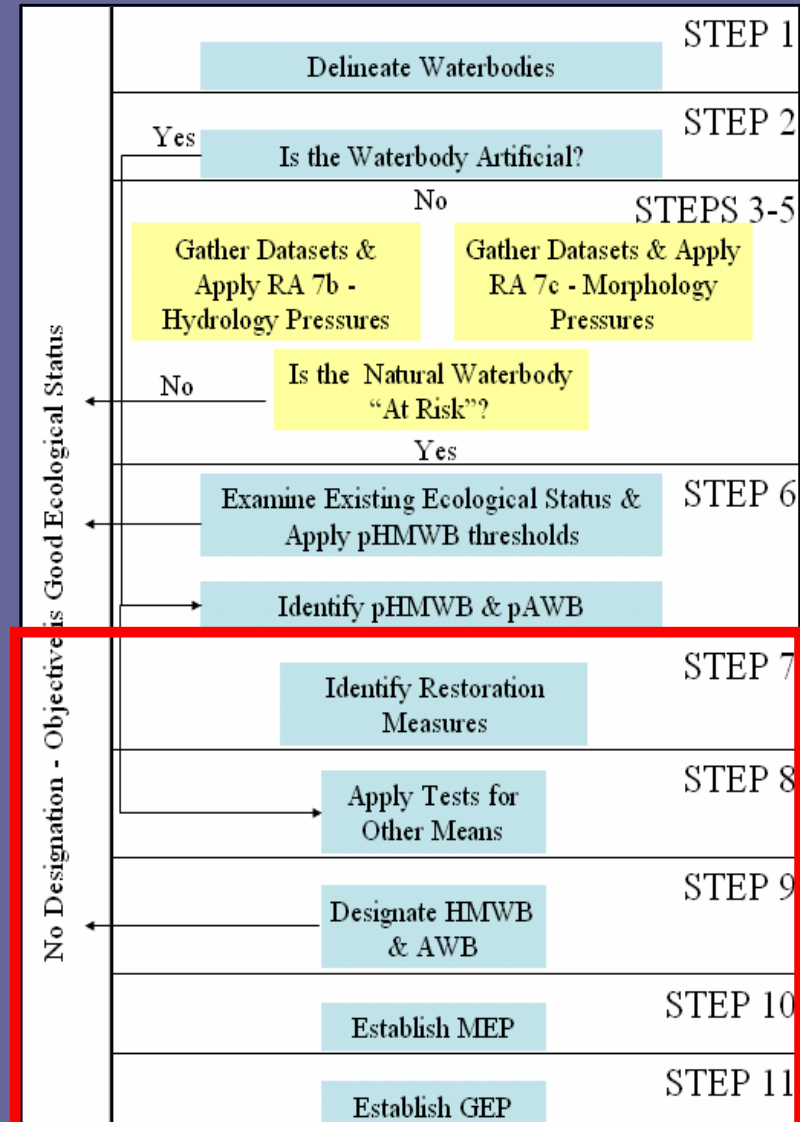 STEP 1
Delineate Waterbodies
STEP 2
Yes
Is the Waterbody Artificial?
No
STEPS 3-5
Gather Datasets &
Apply RA 7b -
Hydrology Pressures
Gather Datasets & Apply
RA 7c - Morphology
Pressures
Is the Natural Waterbody
“At Risk”?
No
Yes
STEP 6
Examine Existing Ecological Status &
Apply pHMWB thresholds
Identify pHMWB & pAWB
No Designation - Objective is Good Ecological Status
STEP 7
Identify Restoration
Measures
STEP 8
Apply Tests for
Other Means
STEP 9
Designate HMWB
& AWB
STEP 10
Establish MEP
STEP 11
Establish GEP